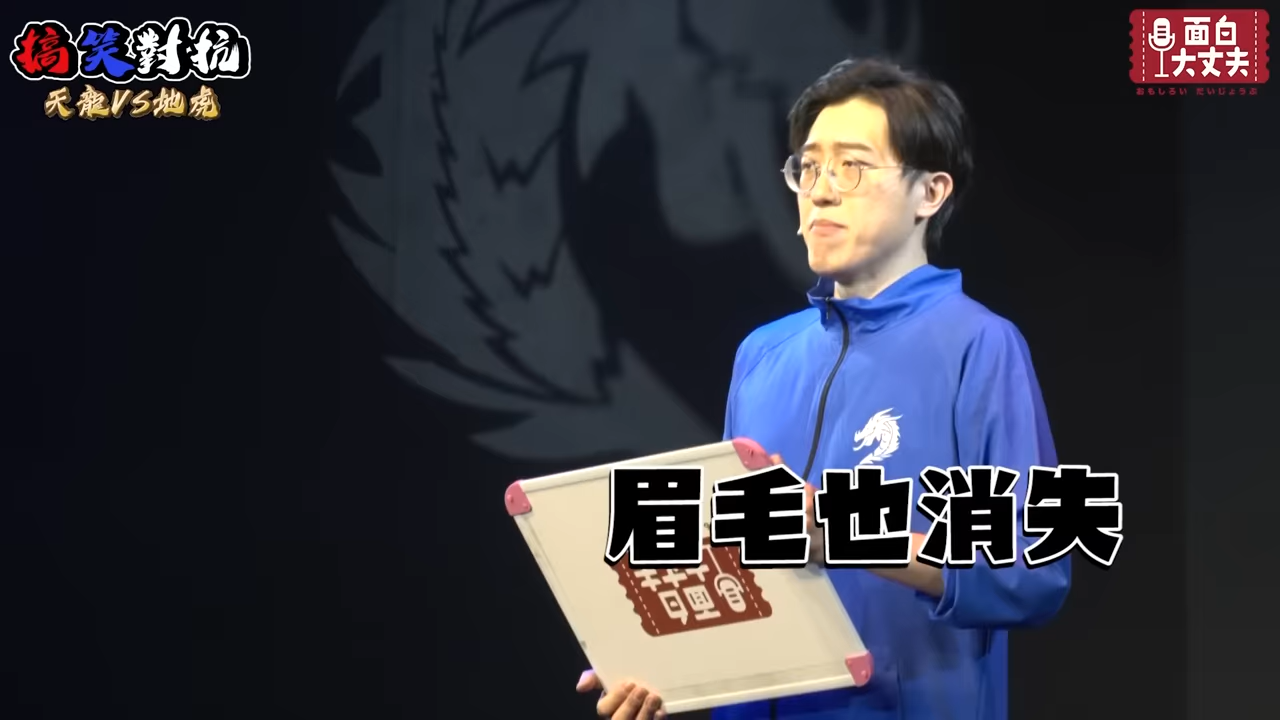 搞笑對抗
天龍VS地虎
面白
大丈夫
おもしろい だいじょうぶ
眉毛也消失